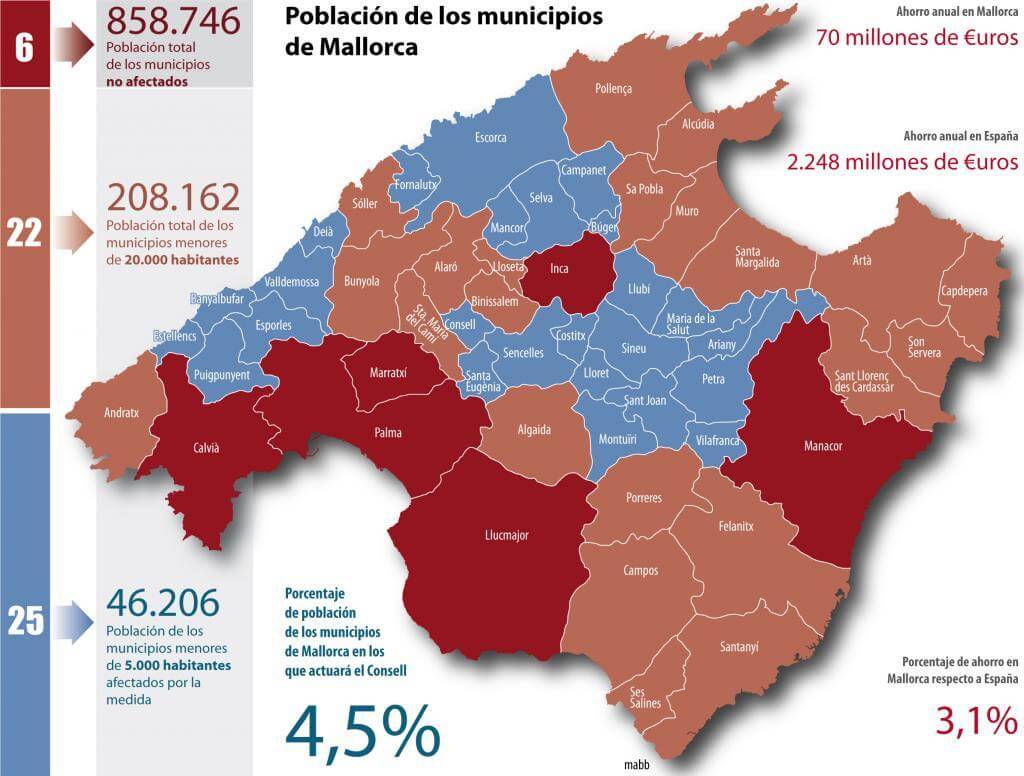 Población de los municipios
de Mallorca
6
858.746
Población total
de los municipios
no afectados
22
208.162
Población total de los
municipios menores
de 20.000 habitantes
25
46.206
Población de los
municipios menores
de 5.000 habitantes
afectados por la
medida
Ahorro anual en Mallorca
70 millones de €uros
Ahorro anual en España
2.248 millones de €uros
Pollença
Alcúdia
Escorca
Campanet
Fornalutx
Selva
Sa Pobla
Sóller
Muro
Mancor
Búger
Deià
Santa
Margalida
Artà
Alaró
Lloseta
Inca
Bunyola
Valldemossa
Llubí
Capdepera
Banyalbufar
Binissalem
Sta. Maria
del Camí
Consell
Maria de la
Salut
Esporles
Estellencs
Costitx
Sineu
Ariany
Son
Servera
Sencelles
Puigpunyent
Marratxí
Santa
Eugènia
Lloret
Petra
Sant Llorenç
des Cardassar
Sant Joan
Andratx
Algaida
Palma
Montuïri
Vilafranca
Manacor
Calvià
Porreres
Felanitx
Llucmajor
Campos
Santanyí
Ses
Salines
Porcentaje
de población
de los municipios
de Mallorca en los
que actuará el Consell
4,5%
Porcentaje de ahorro en
Mallorca respecto a España
3,1%
mabb